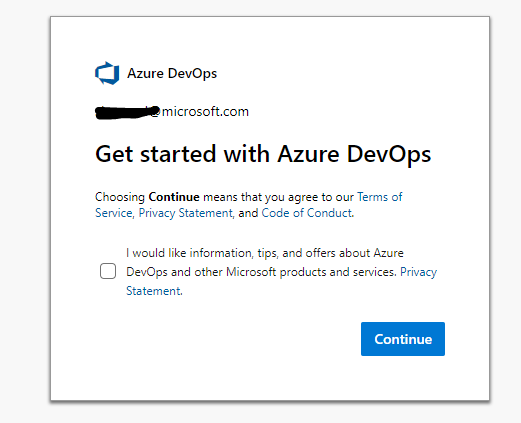 Azure DevOps
@microsoft.com
Get started with Azure DevOps
Choosing Continue means that you agree to our Terms of
Service, Privacy Statement, and Code of Conduct.
I would like information, tips, and offers about Azure
DevOps and other Microsoft products and services. Privacy
Statement.
Continue